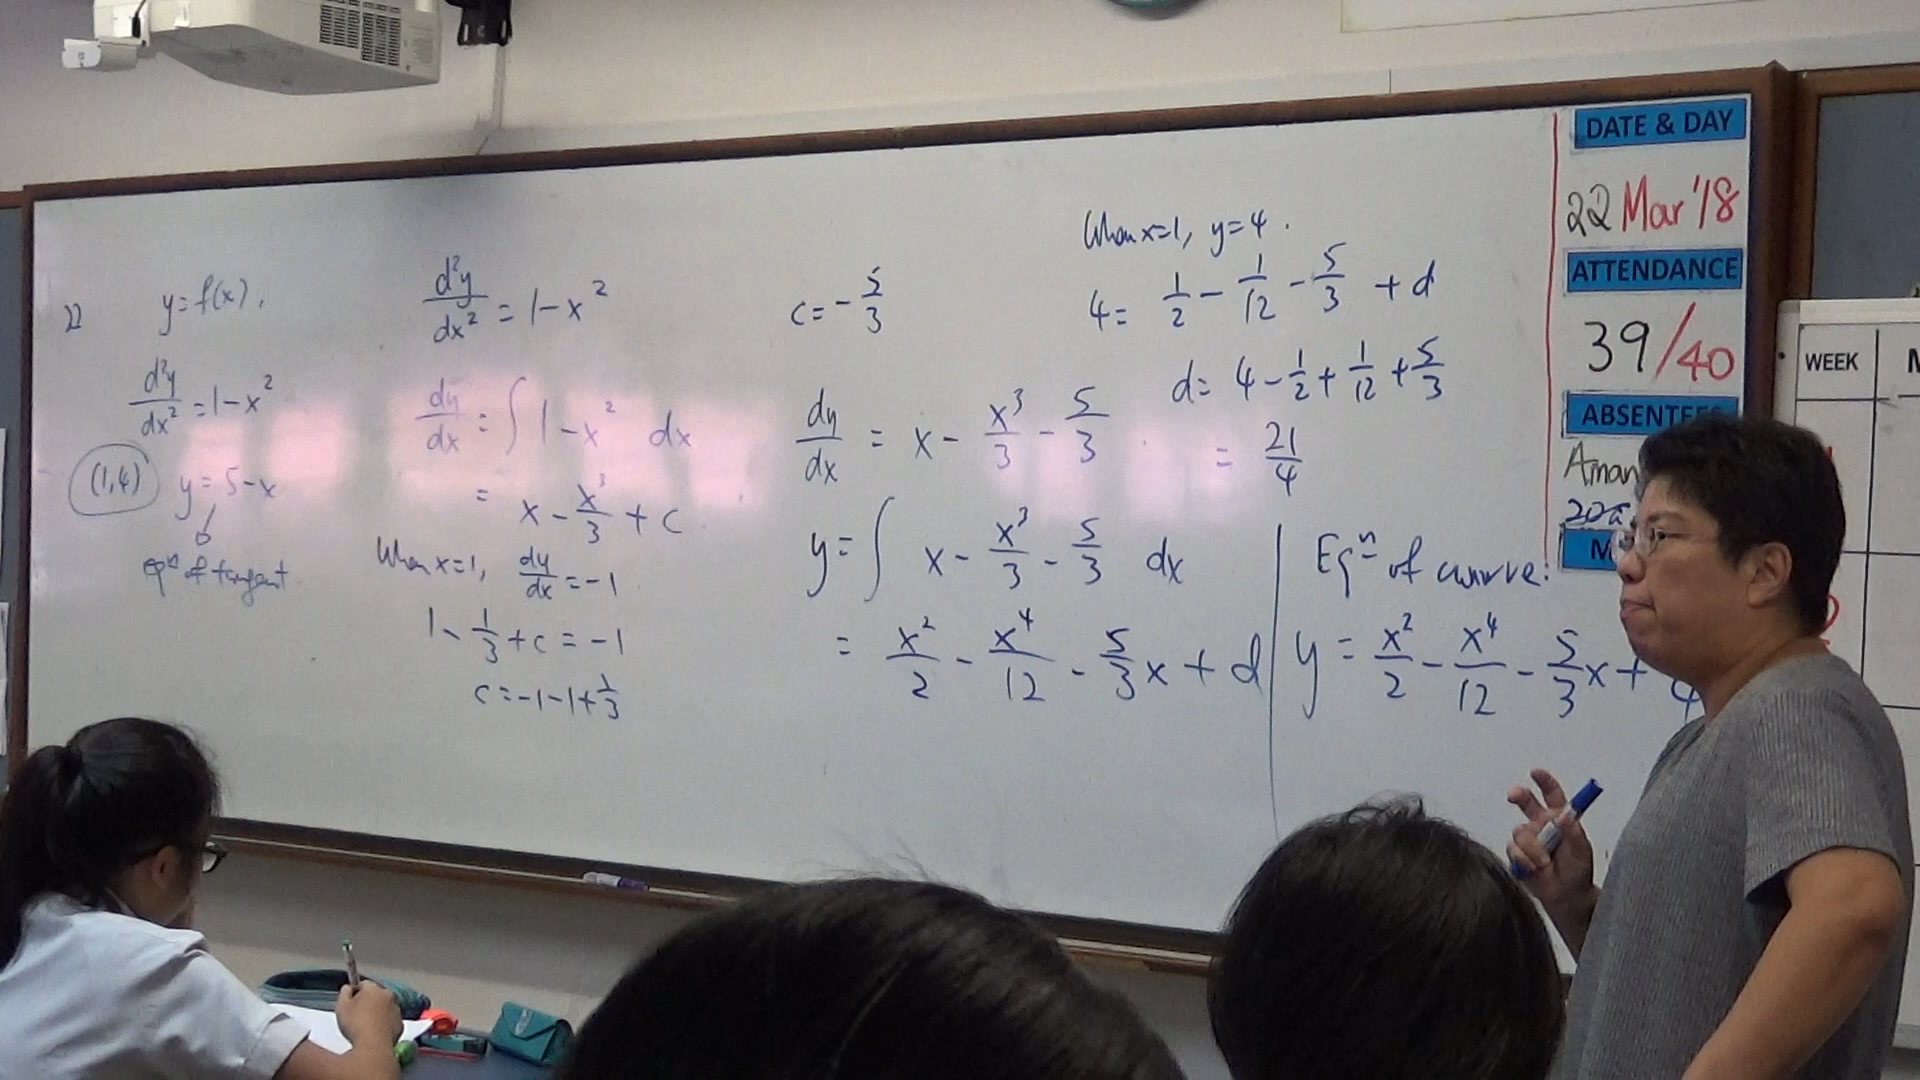 22
y = f(x).
d²y/dx² = 1-x²
(1,4) y = 5-x
eqⁿ of tangent
d²y/dx² = 1-x²
dy/dx = ∫ 1-x² dx
= x - x³/3 + c
When x=1, dy/dx = -1
1 - 1/3 + c = -1
c = -1-1+1/3
c = -5/3
dy/dx = x - x³/3 - 5/3
y = ∫ x - x³/3 - 5/3 dx
= x²/2 - x⁴/12 - 5/3 x + d
When x=1, y=4.
4 = 1/2 - 1/12 - 5/3 + d
d = 4 - 1/2 + 1/12 + 5/3
= 21/4
Eqⁿ of curve:
y = x²/2 - x⁴/12 - 5/3 x +
DATE & DAY
22 Mar '18
ATTENDANCE
39/40
ABSENTEES
WEEK